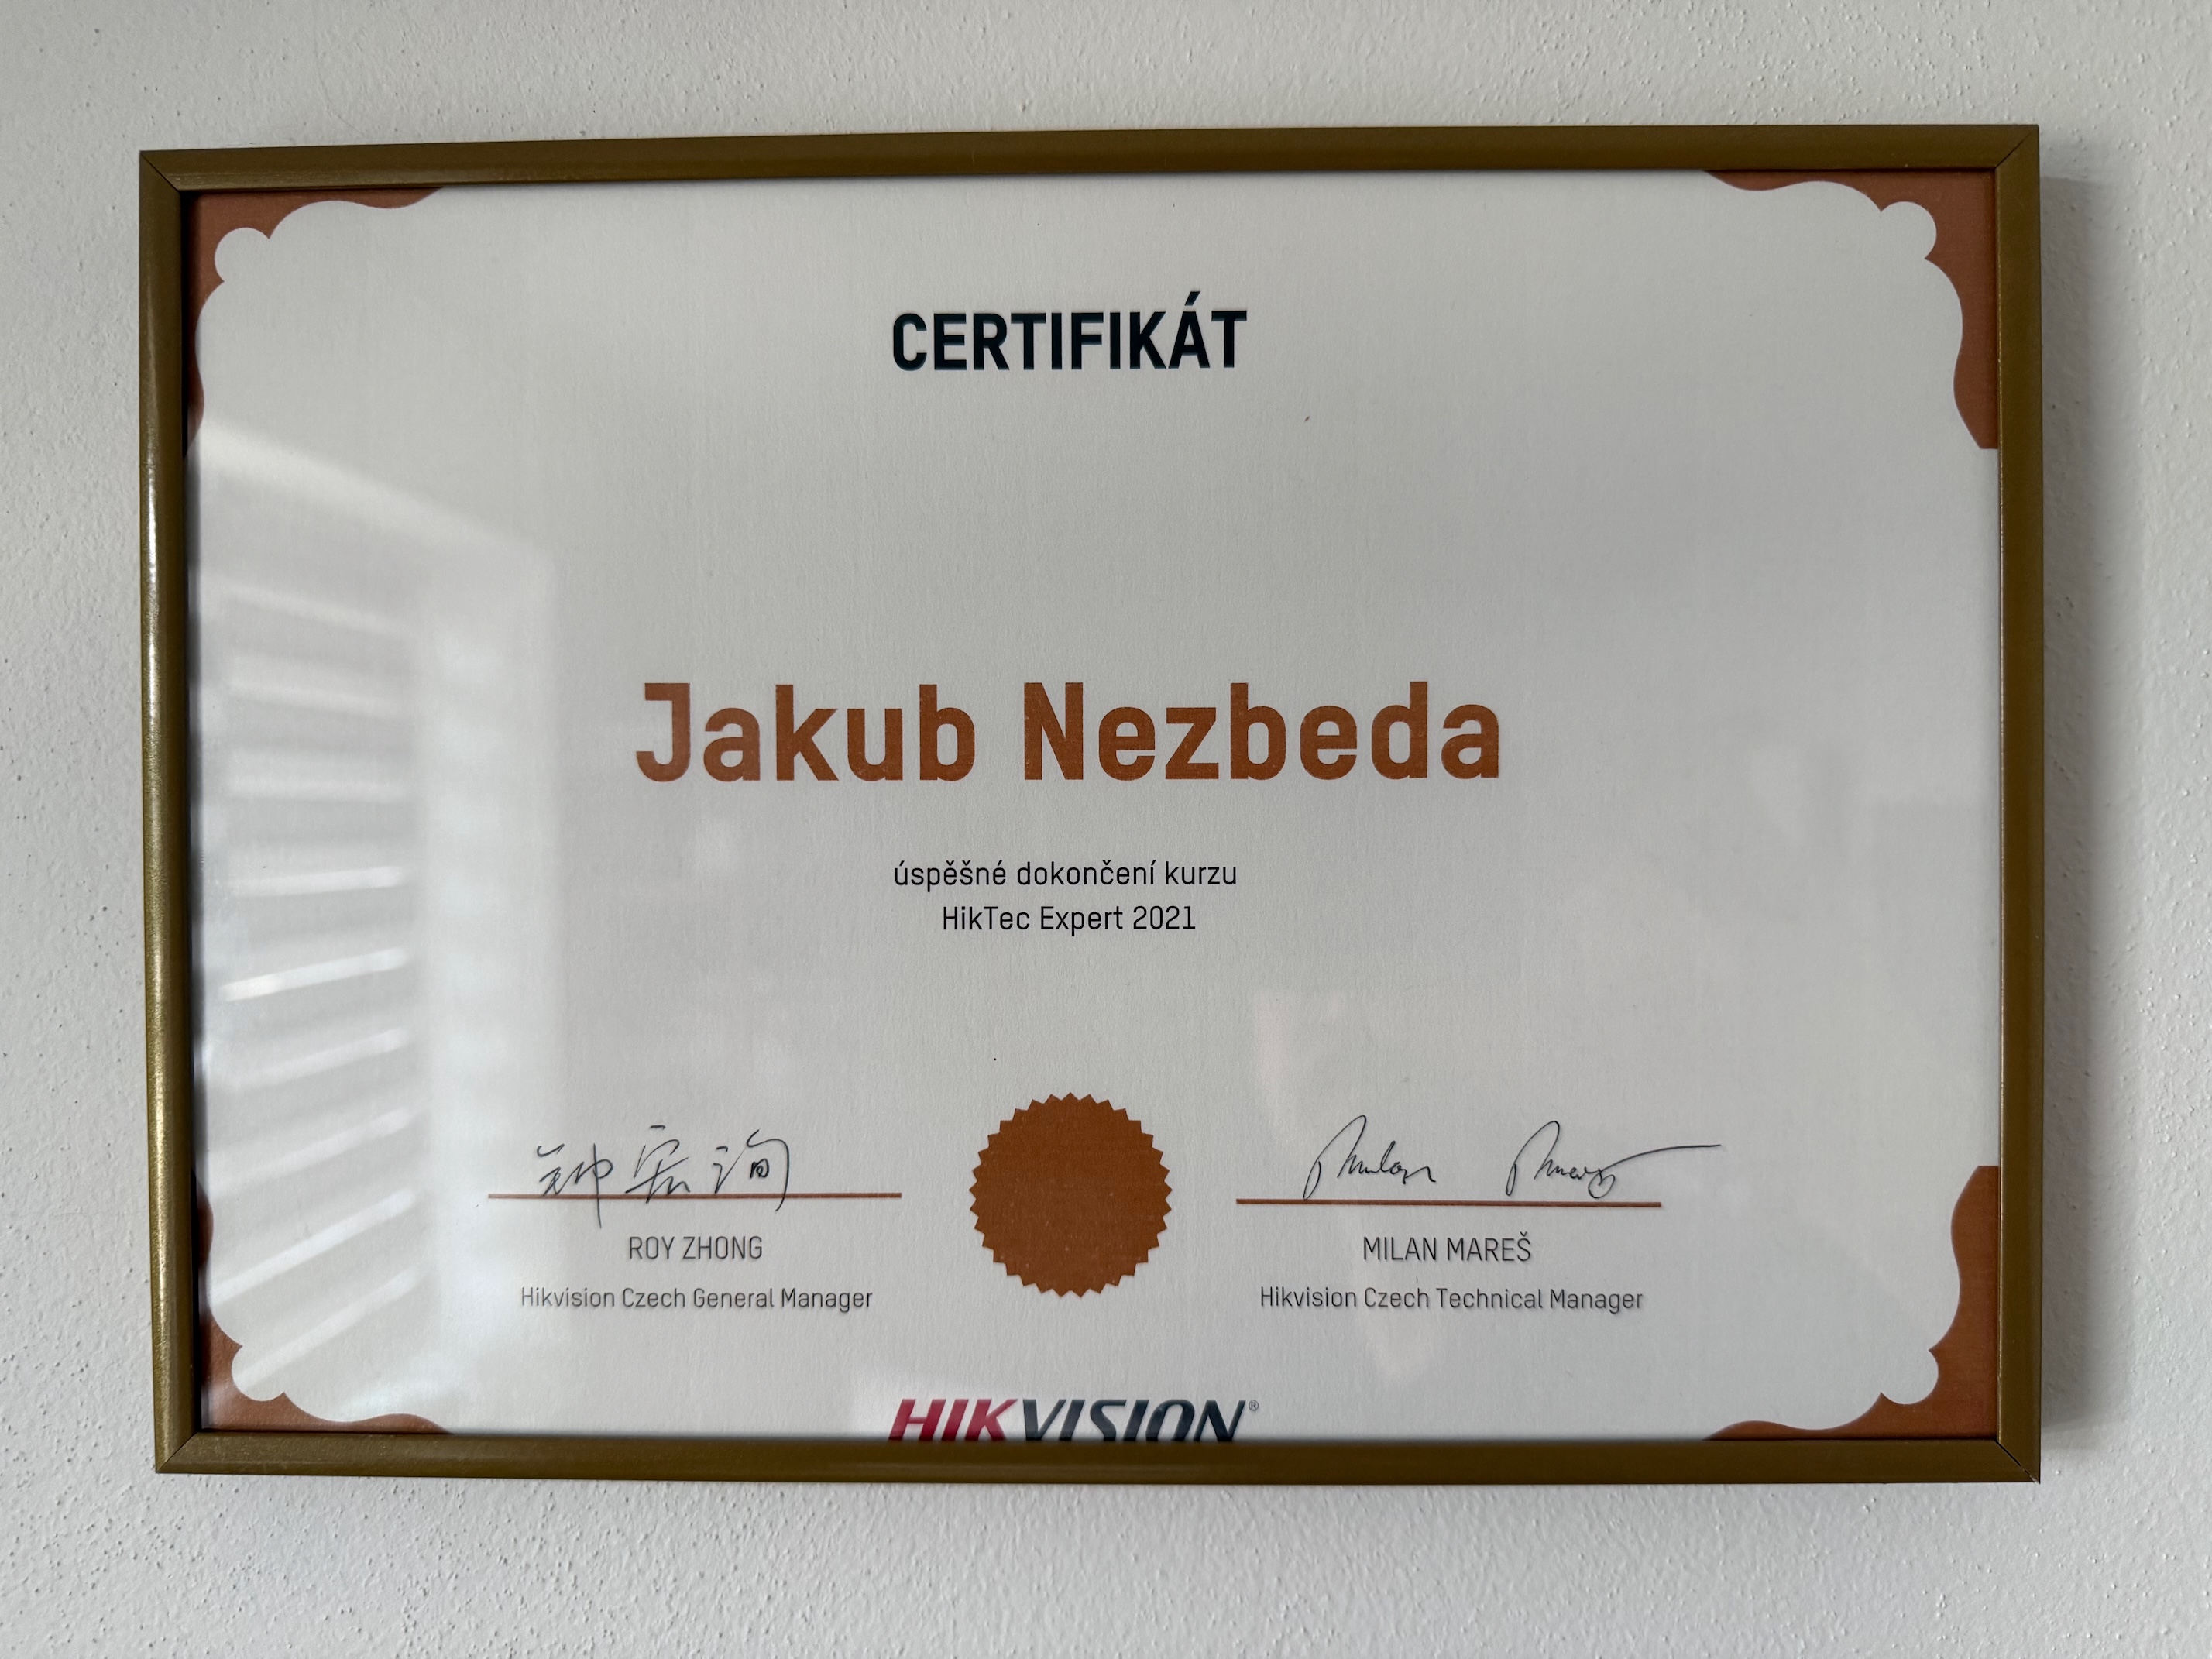 CERTIFIKÁT
Jakub Nezbeda
úspěšné dokončení kurzu
HikTec Expert 2021
ROY ZHONG
Hikvision Czech General Manager
MILAN MAREŠ
Hikvision Czech Technical Manager
HIKVISION®